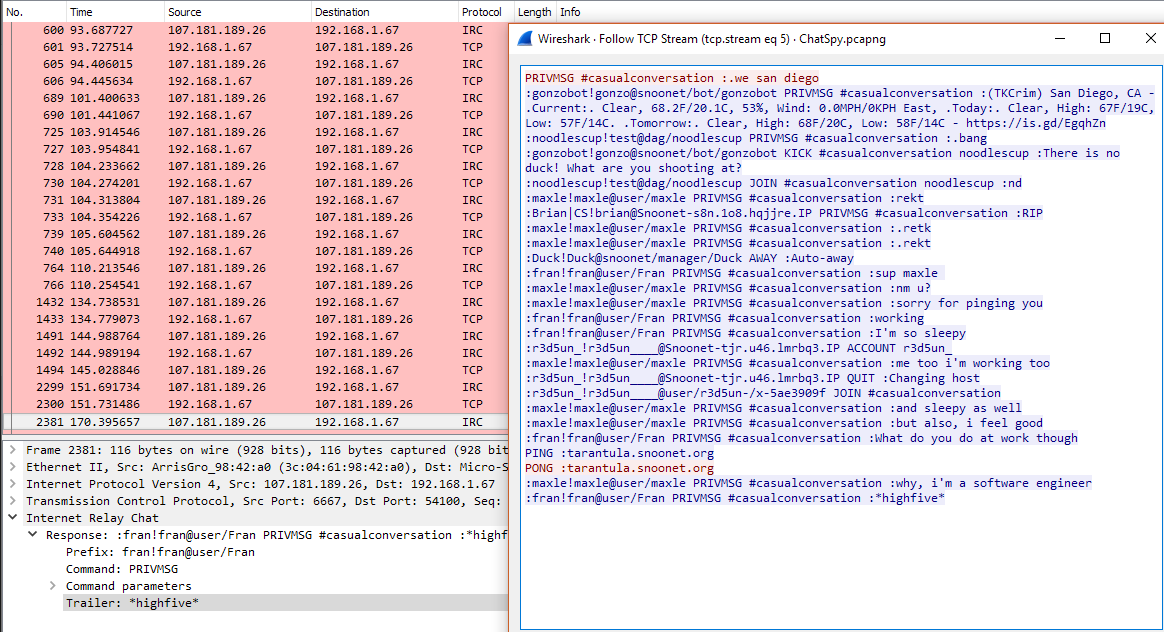 No. Time Source Destination Protocol Length Info
600 93.687727 107.181.189.26 192.168.1.67 IRC
601 93.727514 192.168.1.67 107.181.189.26 TCP
605 94.406015 107.181.189.26 192.168.1.67 IRC
606 94.445634 192.168.1.67 107.181.189.26 TCP
689 101.400633 107.181.189.26 192.168.1.67 IRC
690 101.441067 192.168.1.67 107.181.189.26 TCP
725 103.914546 107.181.189.26 192.168.1.67 IRC
727 103.954841 192.168.1.67 107.181.189.26 TCP
728 104.233662 107.181.189.26 192.168.1.67 IRC
730 104.274201 192.168.1.67 107.181.189.26 TCP
731 104.313804 107.181.189.26 192.168.1.67 IRC
733 104.354226 192.168.1.67 107.181.189.26 TCP
739 105.604562 107.181.189.26 192.168.1.67 IRC
740 105.644918 192.168.1.67 107.181.189.26 TCP
764 110.213546 107.181.189.26 192.168.1.67 IRC
766 110.254541 192.168.1.67 107.181.189.26 TCP
1432 134.738531 107.181.189.26 192.168.1.67 IRC
1433 134.779073 192.168.1.67 107.181.189.26 TCP
1491 144.988764 107.181.189.26 192.168.1.67 IRC
1492 144.989194 192.168.1.67 107.181.189.26 IRC
1494 145.028846 107.181.189.26 192.168.1.67 TCP
2299 151.691734 107.181.189.26 192.168.1.67 IRC
2300 151.731486 192.168.1.67 107.181.189.26 TCP
2381 170.395657 107.181.189.26 192.168.1.67 IRC
Frame 2381: 116 bytes on wire (928 bits), 116 bytes captured (928 bit
Ethernet II, Src: ArrisGro_98:42:a0 (3c:04:61:98:42:a0), Dst: Micro-S
Internet Protocol Version 4, Src: 107.181.189.26, Dst: 192.168.1.67
Transmission Control Protocol, Src Port: 6667, Dst Port: 54100, Seq:
Internet Relay Chat
Response: :fran!fran@user/Fran PRIVMSG #casualconversation :*highf
Prefix: fran!fran@user/Fran
Command: PRIVMSG
Command parameters
Trailer: *highfive*
Wireshark · Follow TCP Stream (tcp.stream eq 5) · ChatSpy.pcapng
PRIVMSG #casualconversation :.we san diego
:gonzobot!gonzo@snoonet/bot/gonzobot PRIVMSG #casualconversation :(TKCrim) San Diego, CA -
.Current:. Clear, 68.2F/20.1C, 53%, Wind: 0.0MPH/0KPH East, .Today:. Clear, High: 67F/19C,
Low: 57F/14C. .Tomorrow:. Clear, High: 68F/20C, Low: 58F/14C - https://is.gd/EgqhZn
:noodlescup!test@dag/noodlescup PRIVMSG #casualconversation :.bang
:gonzobot!gonzo@snoonet/bot/gonzobot KICK #casualconversation noodlescup :There is no
duck! What are you shooting at?
:noodlescup!test@dag/noodlescup JOIN #casualconversation noodlescup :nd
:maxle!maxle@user/maxle PRIVMSG #casualconversation :rekt
:Brian|CS!brian@Snoonet-s8n.1o8.hqjjre.IP PRIVMSG #casualconversation :RIP
:maxle!maxle@user/maxle PRIVMSG #casualconversation :.retk
:maxle!maxle@user/maxle PRIVMSG #casualconversation :.rekt
:Duck!Duck@snoonet/manager/Duck AWAY :Auto-away
:fran!fran@user/Fran PRIVMSG #casualconversation :sup maxle
:maxle!maxle@user/maxle PRIVMSG #casualconversation :nm u?
:maxle!maxle@user/maxle PRIVMSG #casualconversation :sorry for pinging you
:fran!fran@user/Fran PRIVMSG #casualconversation :working
:fran!fran@user/Fran PRIVMSG #casualconversation :I'm so sleepy
:r3d5un_!r3d5un____@Snoonet-tjr.u46.lmrbq3.IP ACCOUNT r3d5un_
:maxle!maxle@user/maxle PRIVMSG #casualconversation :me too i'm working too
:r3d5un_!r3d5un____@Snoonet-tjr.u46.lmrbq3.IP QUIT :Changing host
:r3d5un_!r3d5un____@user/r3d5un-/x-5ae3909f JOIN #casualconversation
:maxle!maxle@user/maxle PRIVMSG #casualconversation :and sleepy as well
:maxle!maxle@user/maxle PRIVMSG #casualconversation :but also, i feel good
:fran!fran@user/Fran PRIVMSG #casualconversation :What do you do at work though
PING :tarantula.snoonet.org
PONG :tarantula.snoonet.org
:maxle!maxle@user/maxle PRIVMSG #casualconversation :why, i'm a software engineer
:fran!fran@user/Fran PRIVMSG #casualconversation :*highfive*